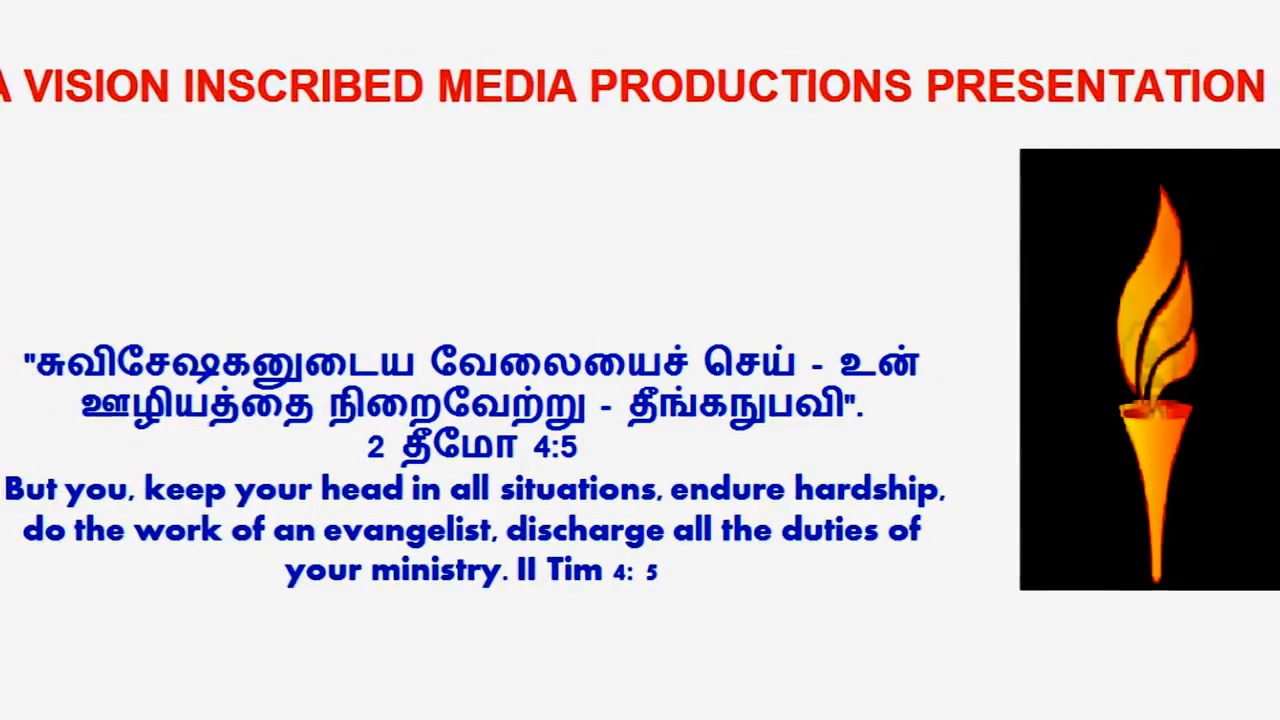 A VISION INSCRIBED MEDIA PRODUCTIONS PRESENTATION
"சுவிசேஷகனுடைய வேலையைச் செய் - உன்
ஊழியத்தை நிறைவேற்று - தீங்கநுபவி".
2 தீமோ 4:5
But you, keep your head in all situations, endure hardship,
do the work of an evangelist, discharge all the duties of
your ministry. II Tim 4: 5